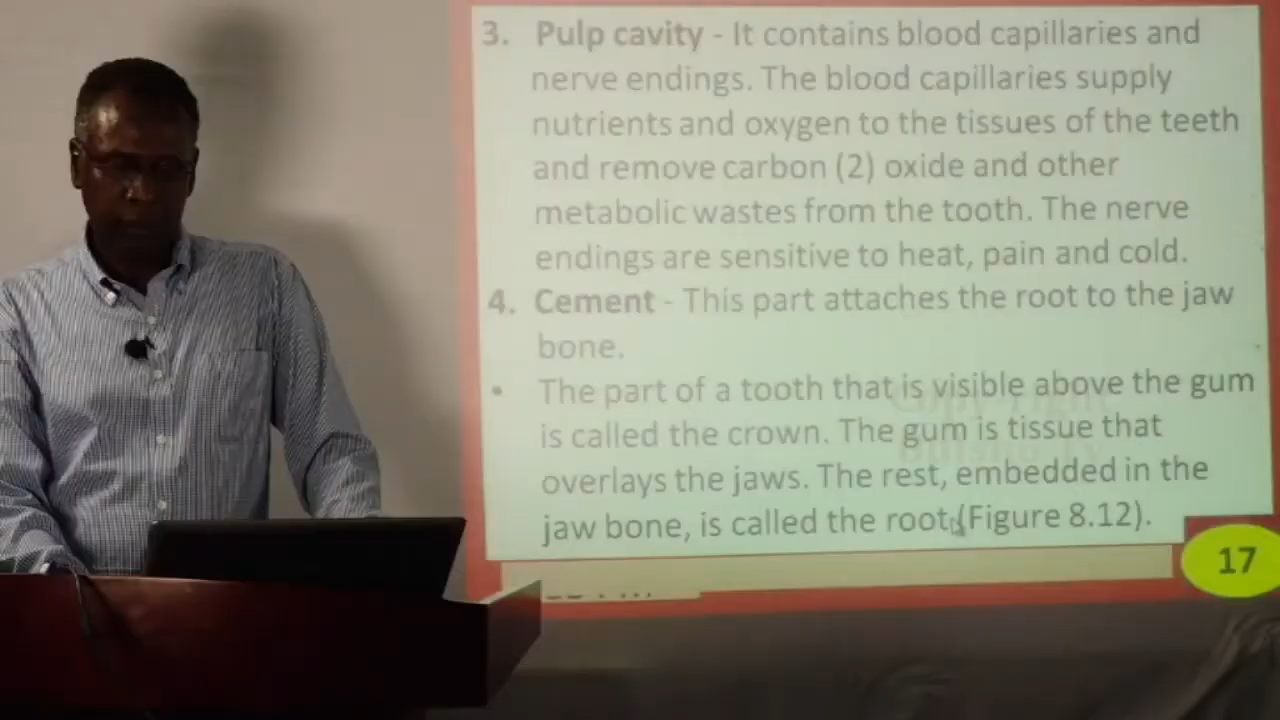 3. Pulp cavity - It contains blood capillaries and
nerve endings. The blood capillaries supply
nutrients and oxygen to the tissues of the teeth
and remove carbon (2) oxide and other
metabolic wastes from the tooth. The nerve
endings are sensitive to heat, pain and cold.
4. Cement - This part attaches the root to the jaw
bone.
• The part of a tooth that is visible above the gum
is called the crown. The gum is tissue that
overlays the jaws. The rest, embedded in the
jaw bone, is called the root (Figure 8.12).
17